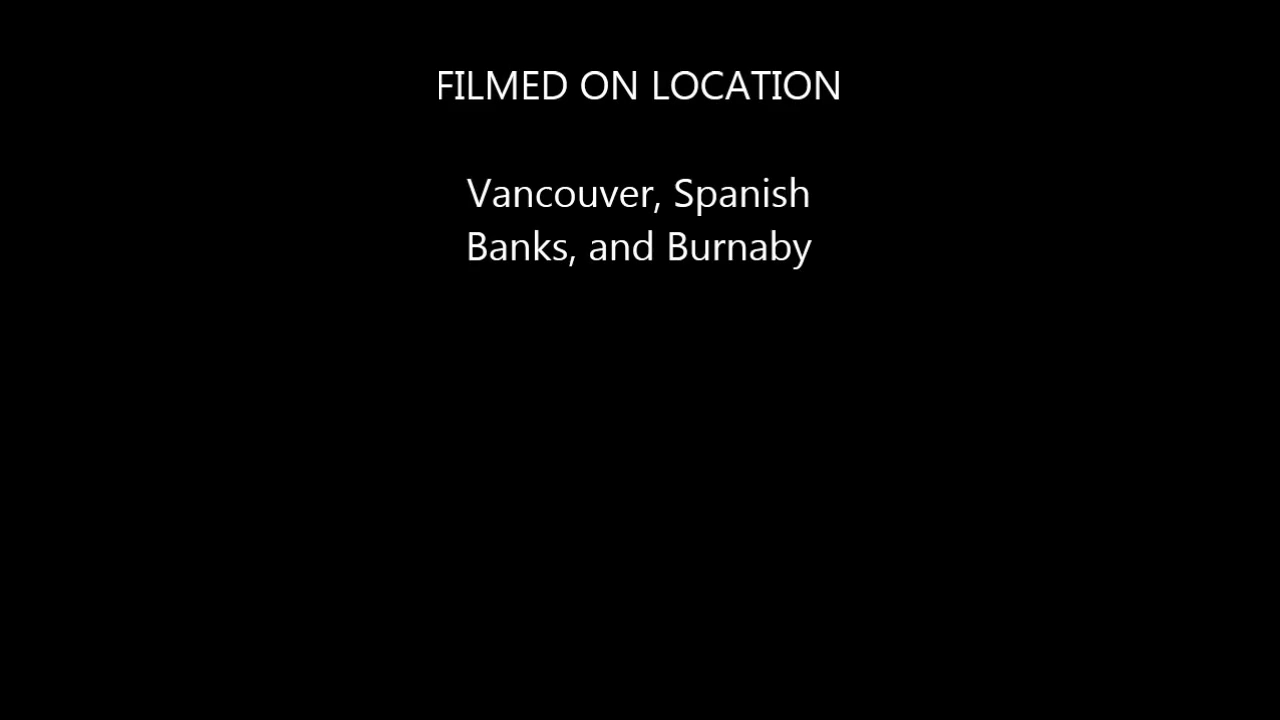 FILMED ON LOCATION
Vancouver, Spanish
Banks, and Burnaby